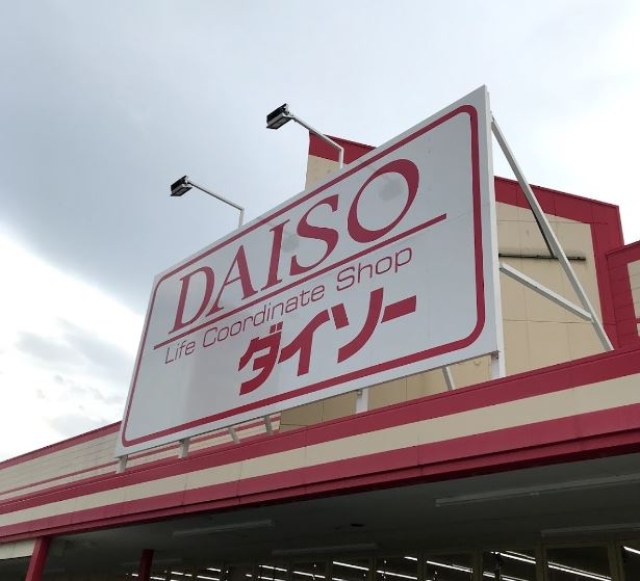 DAISO
Life Coordinate Shop
ダイソー